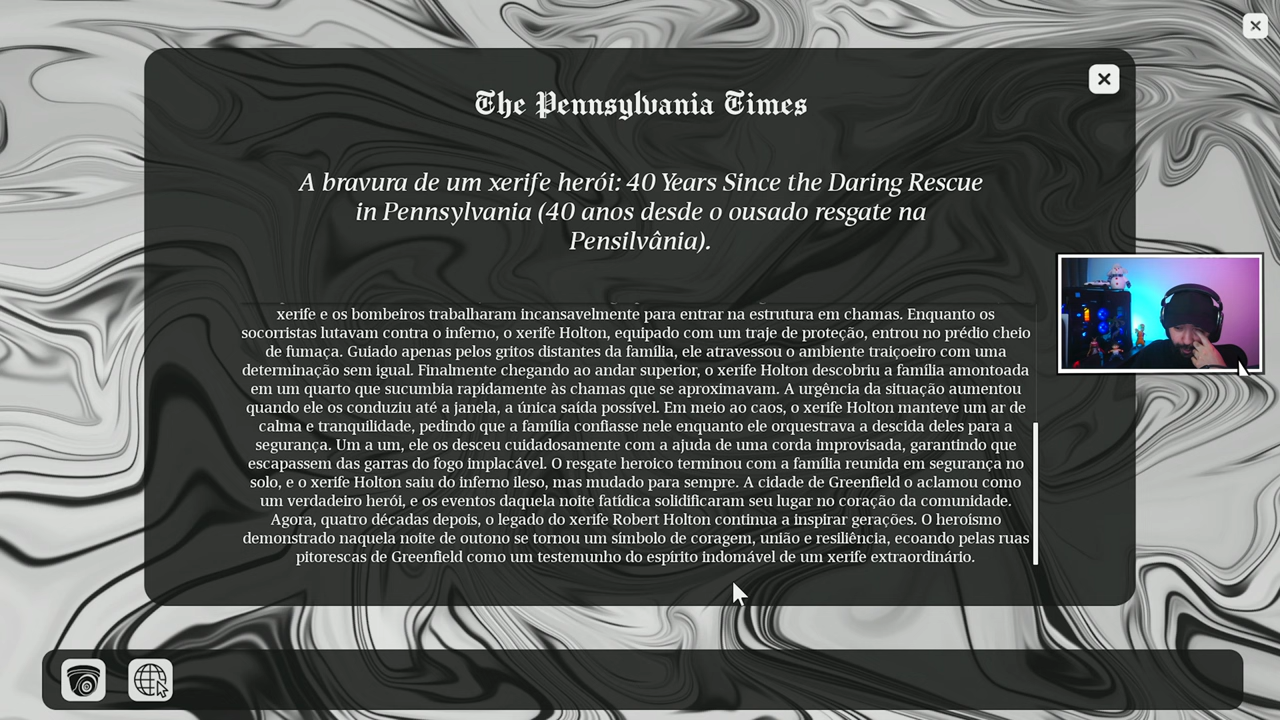 The Pennsylvania Times
A bravura de um xerife herói: 40 Years Since the Daring Rescue
in Pennsylvania (40 anos desde o ousado resgate na
Pensilvânia).
xerife e os bombeiros trabalharam incansavelmente para entrar na estrutura em chamas. Enquanto os
socorristas lutavam contra o inferno, o xerife Holton, equipado com um traje de proteção, entrou no prédio cheio
de fumaça. Guiado apenas pelos gritos distantes da família, ele atravessou o ambiente traiçoeiro com uma
determinação sem igual. Finalmente chegando ao andar superior, o xerife Holton descobriu a família amontoada
em um quarto que sucumbia rapidamente às chamas que se aproximavam. A urgência da situação aumentou
quando ele os conduziu até a janela, a única saída possível. Em meio ao caos, o xerife Holton manteve um ar de
calma e tranquilidade, pedindo que a família confiasse nele enquanto ele orquestrava a descida deles para a
segurança. Um a um, ele os desceu cuidadosamente com a ajuda de uma corda improvisada, garantindo que
escapassem das garras do fogo implacável. O resgate heroico terminou com a família reunida em segurança no
solo, e o xerife Holton saiu do inferno ileso, mas mudado para sempre. A cidade de Greenfield o aclamou como
um verdadeiro herói, e os eventos daquela noite fatídica solidificaram seu lugar no coração da comunidade.
Agora, quatro décadas depois, o legado do xerife Robert Holton continua a inspirar gerações. O heroísmo
demonstrado naquela noite de outono se tornou um símbolo de coragem, união e resiliência, ecoando pelas ruas
pitorescas de Greenfield como um testemunho do espírito indomável de um xerife extraordinário.